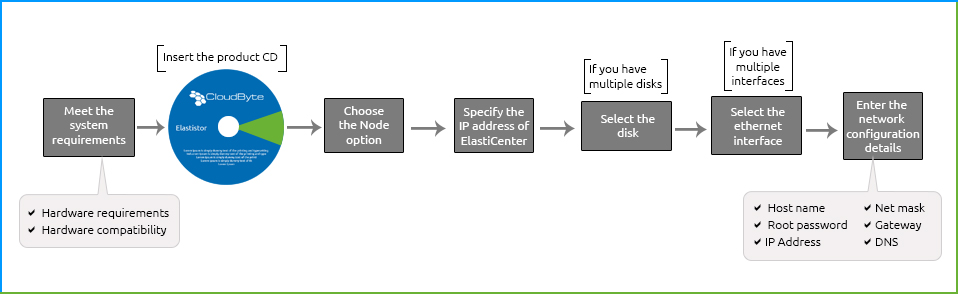 Meet the
system
requirements
Hardware requirements
Hardware compatibility
Insert the product CD
CloudByte
Elastistor
Choose
the Node
option
Specify the
IP address of
ElastiCenter
If you have
multiple disks
Select the
disk
If you have
multiple
interfaces
Select the
ethernet
interface
Enter the
network
configuration
details
Host name
Root password
IP Address
Net mask
Gateway
DNS